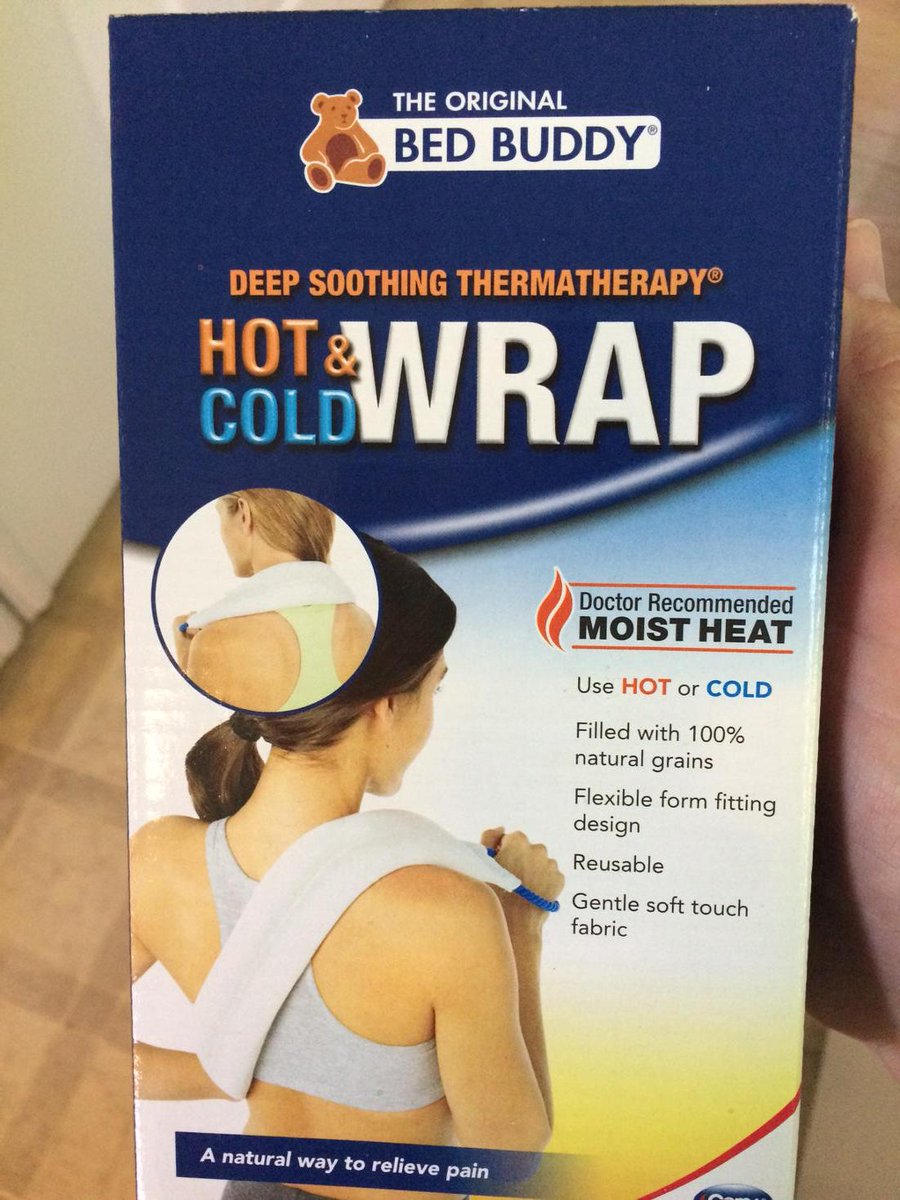 THE ORIGINAL
BED BUDDY®
DEEP SOOTHING THERMATHERAPY®
HOT &
COLD WRAP
Doctor Recommended
MOIST HEAT
Use HOT or COLD
Filled with 100%
natural grains
Flexible form fitting
design
Reusable
Gentle soft touch
fabric
A natural way to relieve pain